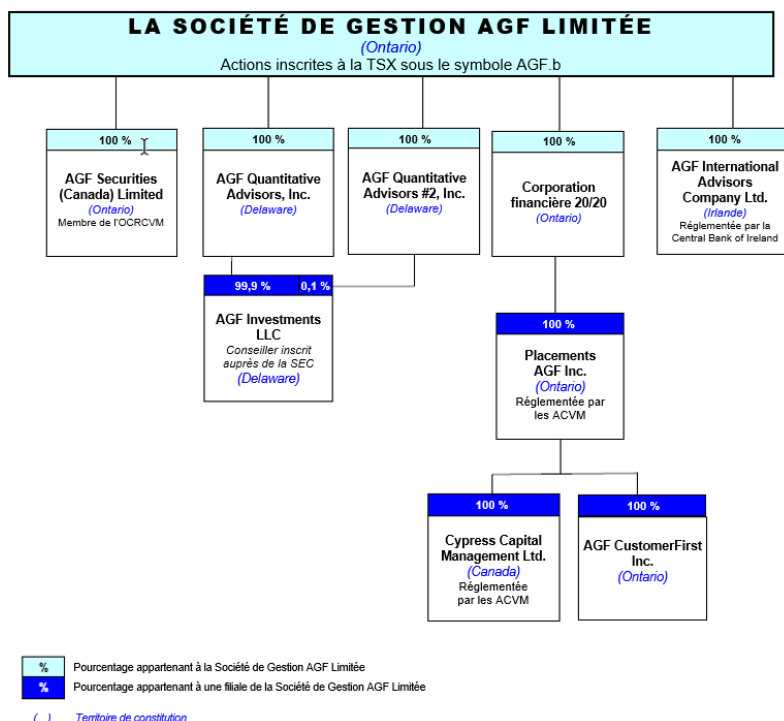 LA SOCIÉTÉ DE GESTION AGF LIMITÉE
(Ontario)
Actions inscrites à la TSX sous le symbole AGF.b
100 %
AGF Securities
(Canada) Limited
(Ontario)
Membre de l'OCRCVM
100 %
AGF Quantitative
Advisors, Inc.
(Delaware)
100 %
AGF Quantitative
Advisors #2, Inc.
(Delaware)
100 %
Corporation
financière 20/20
(Ontario)
100 %
AGF International
Advisors
Company Ltd.
(Irlande)
Réglementée par la
Central Bank of Ireland
99,9 %
0,1 %
AGF Investments
LLC
Conseiller inscrit
auprès de la SEC
(Delaware)
100 %
Placements
AGF Inc.
(Ontario)
Réglementée par
les ACVM
100 %
Cypress Capital
Management Ltd.
(Canada)
Réglementée
par les ACVM
100 %
AGF CustomerFirst
Inc.
(Ontario)
% Pourcentage appartenant à la Société de Gestion AGF Limitée
% Pourcentage appartenant à une filiale de la Société de Gestion AGF Limitée
( ) Territoire de constitution